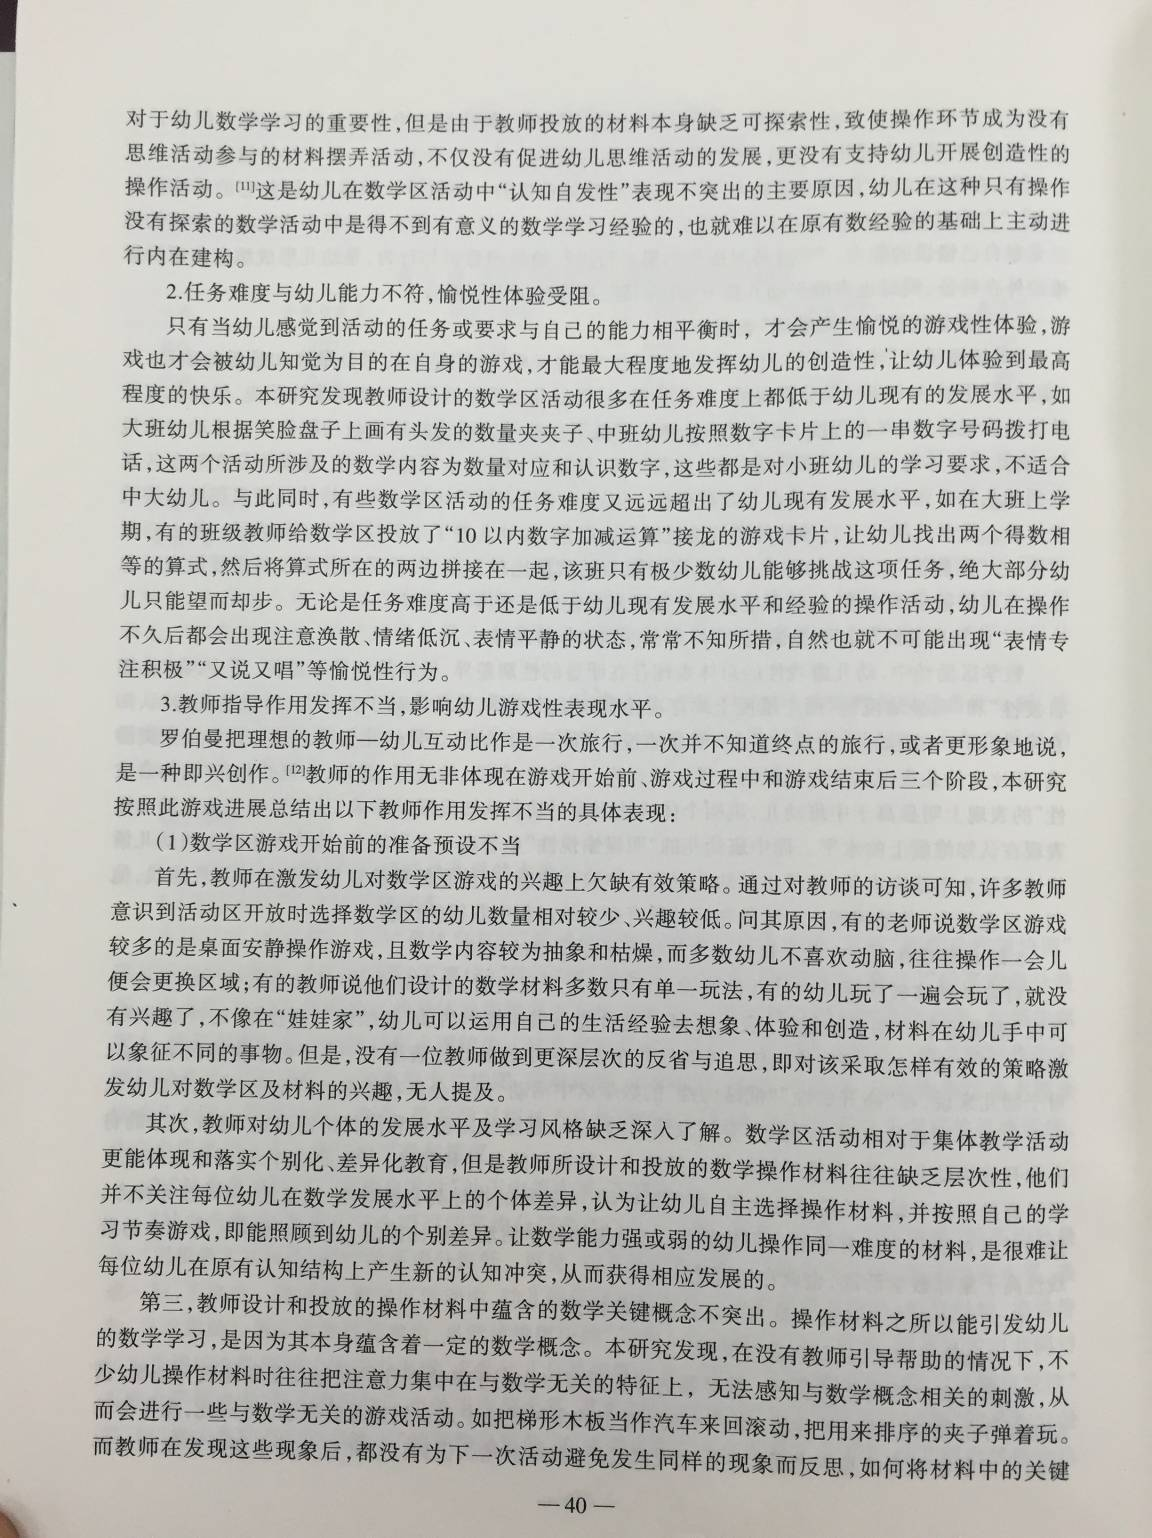 对于幼儿数学学习的重要性,但是由于教师投放的材料本身缺乏可探索性,致使操作环节成为没有
思维活动参与的材料摆弄活动,不仅没有促进幼儿思维活动的发展,更没有支持幼儿开展创造性的
操作活动。[11]这是幼儿在数学区活动中“认知自发性”表现不突出的主要原因,幼儿在这种只有操作
没有探索的数学活动中是得不到有意义的数学学习经验的,也就难以在原有数经验的基础上主动进
行内在建构。
2.任务难度与幼儿能力不符,愉悦性体验受阻。
只有当幼儿感觉到活动的任务或要求与自己的能力相平衡时，才会产生愉悦的游戏性体验,游
戏也才会被幼儿知觉为目的在自身的游戏,才能最大程度地发挥幼儿的创造性,让幼儿体验到最高
程度的快乐。本研究发现教师设计的数学区活动很多在任务难度上都低于幼儿现有的发展水平,如
大班幼儿根据笑脸盘子上画有头发的数量夹夹子、中班幼儿按照数字卡片上的一串数字号码拨打电
话,这两个活动所涉及的数学内容为数量对应和认识数字,这些都是对小班幼儿的学习要求,不适合
中大幼儿。与此同时,有些数学区活动的任务难度又远远超出了幼儿现有发展水平,如在大班上学
期,有的班级教师给数学区投放了“10以内数字加减运算”接龙的游戏卡片,让幼儿找出两个得数相
等的算式,然后将算式所在的两边拼接在一起,该班只有极少数幼儿能够挑战这项任务,绝大部分幼
儿只能望而却步。无论是任务难度高于还是低于幼儿现有发展水平和经验的操作活动,幼儿在操作
不久后都会出现注意涣散、情绪低沉、表情平静的状态,常常不知所措,自然也就不可能出现“表情专
注积极”“又说又唱”等愉悦性行为。
3.教师指导作用发挥不当,影响幼儿游戏性表现水平。
罗伯曼把理想的教师—幼儿互动比作是一次旅行,一次并不知道终点的旅行,或者更形象地说,
是一种即兴创作。[12]教师的作用无非体现在游戏开始前、游戏过程中和游戏结束后三个阶段,本研究
按照此游戏进展总结出以下教师作用发挥不当的具体表现:
(1)数学区游戏开始前的准备预设不当
首先,教师在激发幼儿对数学区游戏的兴趣上欠缺有效策略。通过对教师的访谈可知,许多教师
意识到活动区开放时选择数学区的幼儿数量相对较少、兴趣较低。问其原因,有的老师说数学区游戏
较多的是桌面安静操作游戏,且数学内容较为抽象和枯燥,而多数幼儿不喜欢动脑,往往操作一会儿
便会更换区域;有的教师说他们设计的数学材料多数只有单一玩法,有的幼儿玩了一遍会玩了,就没
有兴趣了,不像在“娃娃家”,幼儿可以运用自己的生活经验去想象、体验和创造,材料在幼儿手中可
以象征不同的事物。但是,没有一位教师做到更深层次的反省与追思,即对该采取怎样有效的策略激
发幼儿对数学区及材料的兴趣,无人提及。
其次,教师对幼儿个体的发展水平及学习风格缺乏深入了解。数学区活动相对于集体教学活动
更能体现和落实个别化、差异化教育,但是教师所设计和投放的数学操作材料往往缺乏层次性,他们
并不关注每位幼儿在数学发展水平上的个体差异,认为让幼儿自主选择操作材料,并按照自己的学
习节奏游戏,即能照顾到幼儿的个别差异。让数学能力强或弱的幼儿操作同一难度的材料,是很难让
每位幼儿在原有认知结构上产生新的认知冲突,从而获得相应发展的。
第三,教师设计和投放的操作材料中蕴含的数学关键概念不突出。操作材料之所以能引发幼儿
的数学学习,是因为其本身蕴含着一定的数学概念。本研究发现,在没有教师引导帮助的情况下,不
少幼儿操作材料时往往把注意力集中在与数学无关的特征上，无法感知与数学概念相关的刺激,从
而会进行一些与数学无关的游戏活动。如把梯形木板当作汽车来回滚动,把用来排序的夹子弹着玩。
而教师在发现这些现象后,都没有为下一次活动避免发生同样的现象而反思,如何将材料中的关键
— 40 —